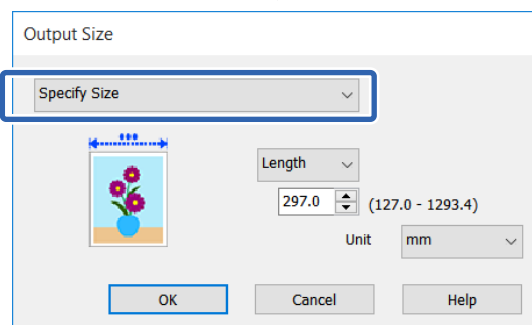 Output Size
Specify Size
Length
297.0 (127.0 - 1293.4)
Unit mm
OK Cancel Help